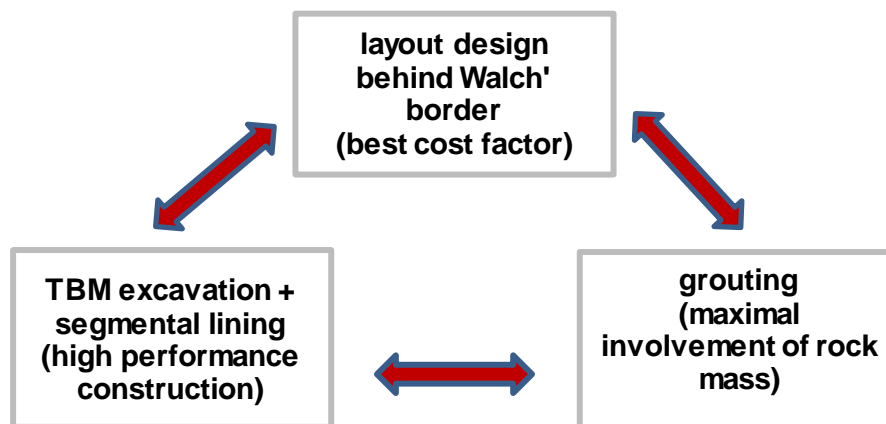 layout design
behind Walch'
border
(best cost factor)
TBM excavation +
segmental lining
(high performance
construction)
grouting
(maximal
involvement of rock
mass)